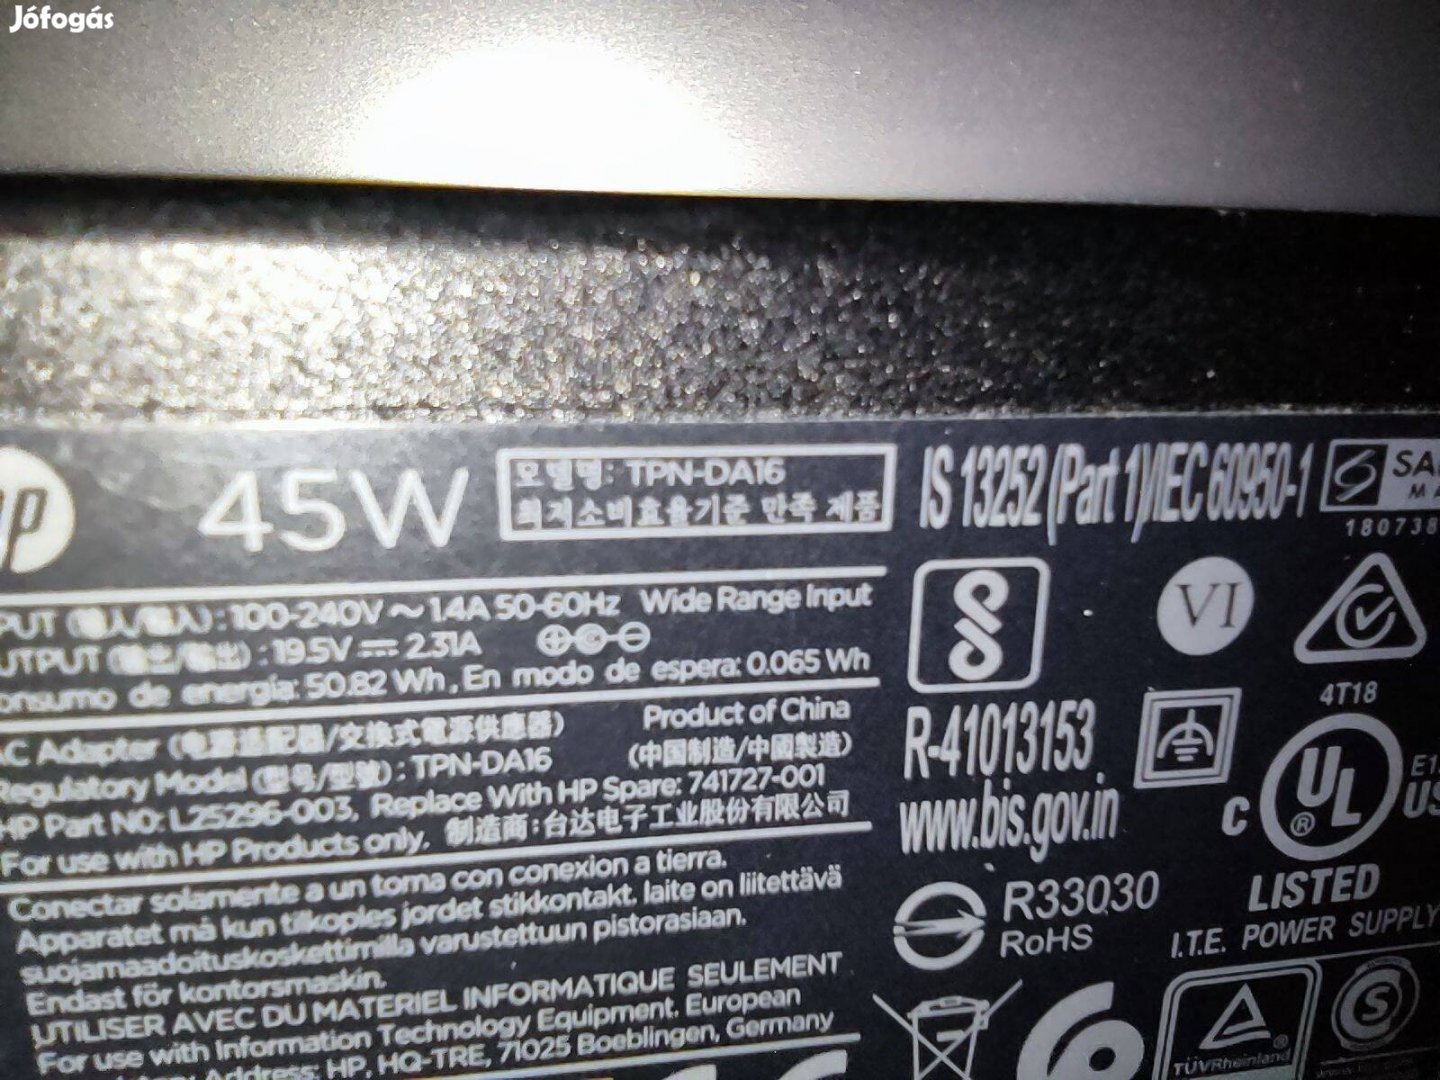 Jófogás
hp 45W
모델명: TPN-DA16
최저소비효율기준 만족 제품
IS 13252 (Part 1)/IEC 60950-1
180738
PUT (输入/輸入): 100-240V ~ 1.4A 50-60Hz Wide Range Input
UTPUT (输出/輸出): 19.5V ⎓ 2.31A
onsumo de energía: 50.82 Wh, En modo de espera: 0.065 Wh
VI
4T18
C Adapter (电源适配器/交換式電源供應器) Product of China
Regulatory Model (型号/型號): TPN-DA16 (中国制造/中國製造)
HP Part NO: L25296-003, Replace With HP Spare: 741727-001
For use with HP Products only. 制造商:台达电子工业股份有限公司
R-41013153
www.bis.gov.in
C UL US
® LISTED
I.T.E. POWER SUPPLY
Conectar solamente a un toma con conexion a tierra.
Apparatet må kun tilkoples jordet stikkontakt. laite on liitettävä
suojamaadoituskoskettimilla varustettuun pistorasiaan.
Endast för kontorsmaskin.
UTILISER AVEC DU MATERIEL INFORMATIQUE SEULEMENT
For use with Information Technology Equipment. European
Address: HP, HQ-TRE, 71025 Boeblingen, Germany
R33030
RoHS
TÜVRheinland ®
S